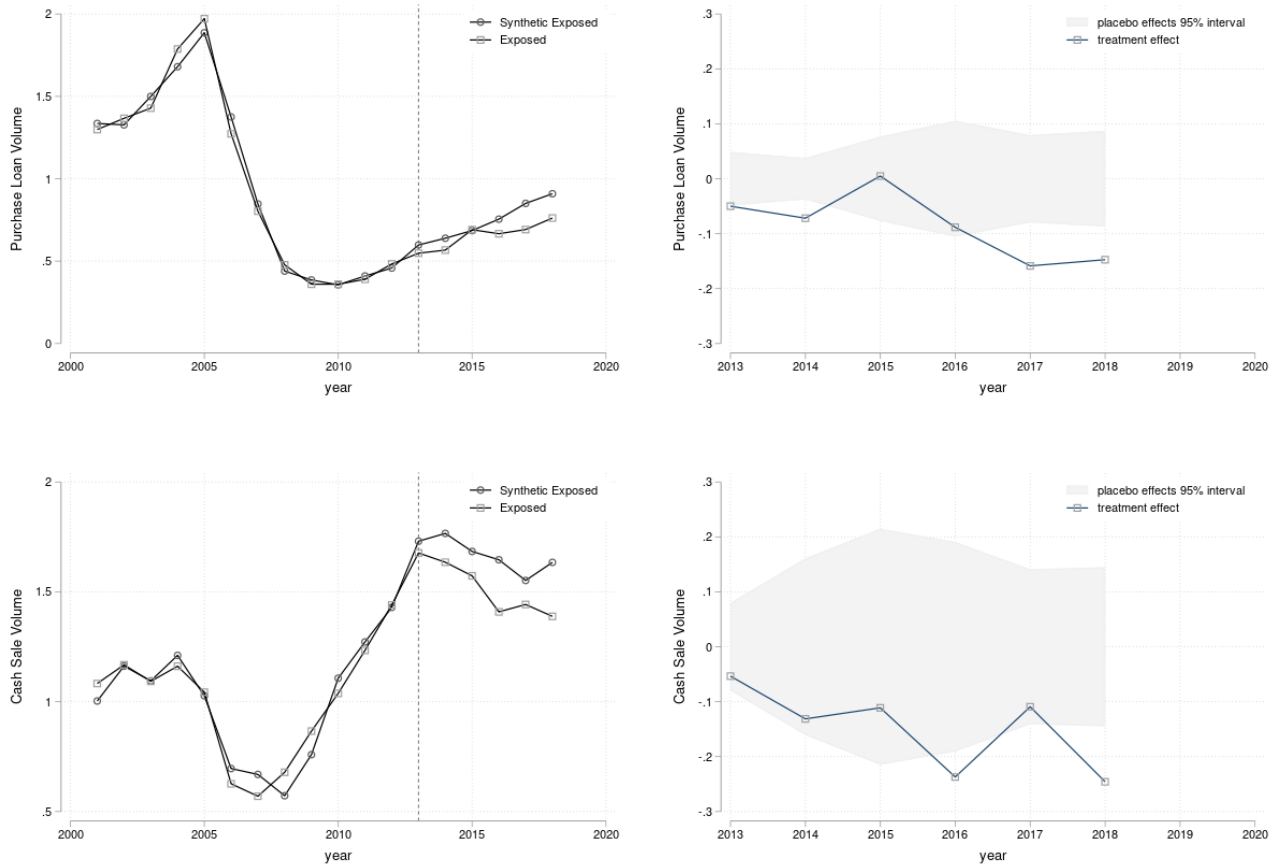 Purchase Loan Volume
2
1.5
1
.5
0
Synthetic Exposed
Exposed
2000 2005 2010 2015 2020
year
Purchase Loan Volume
.3
.2
.1
0
-.1
-.2
-.3
placebo effects 95% interval
treatment effect
2013 2014 2015 2016 2017 2018 2019 2020
year
Cash Sale Volume
2
1.5
1
.5
Synthetic Exposed
Exposed
2000 2005 2010 2015 2020
year
Cash Sale Volume
.3
.2
.1
0
-.1
-.2
-.3
placebo effects 95% interval
treatment effect
2013 2014 2015 2016 2017 2018 2019 2020
year